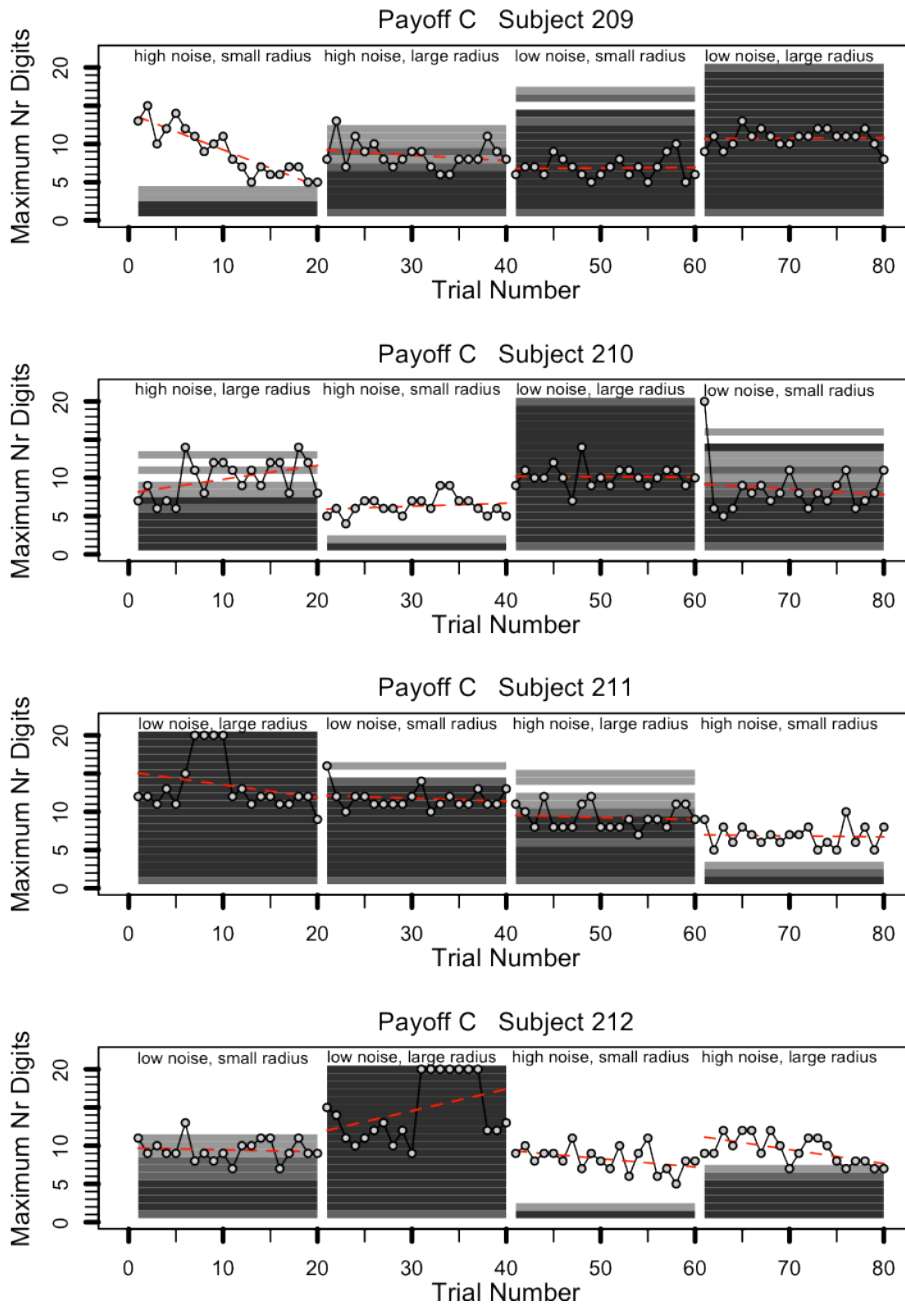 Payoff C   Subject 209
high noise, small radius high noise, large radius low noise, small radius low noise, large radius
Maximum Nr Digits
0 5 10 20
0 10 20 30 40 50 60 70 80
Trial Number
Payoff C   Subject 210
high noise, large radius high noise, small radius low noise, large radius low noise, small radius
Maximum Nr Digits
0 5 10 20
0 10 20 30 40 50 60 70 80
Trial Number
Payoff C   Subject 211
low noise, large radius low noise, small radius high noise, large radius high noise, small radius
Maximum Nr Digits
0 5 10 20
0 10 20 30 40 50 60 70 80
Trial Number
Payoff C   Subject 212
low noise, small radius low noise, large radius high noise, small radius high noise, large radius
Maximum Nr Digits
0 5 10 20
0 10 20 30 40 50 60 70 80
Trial Number